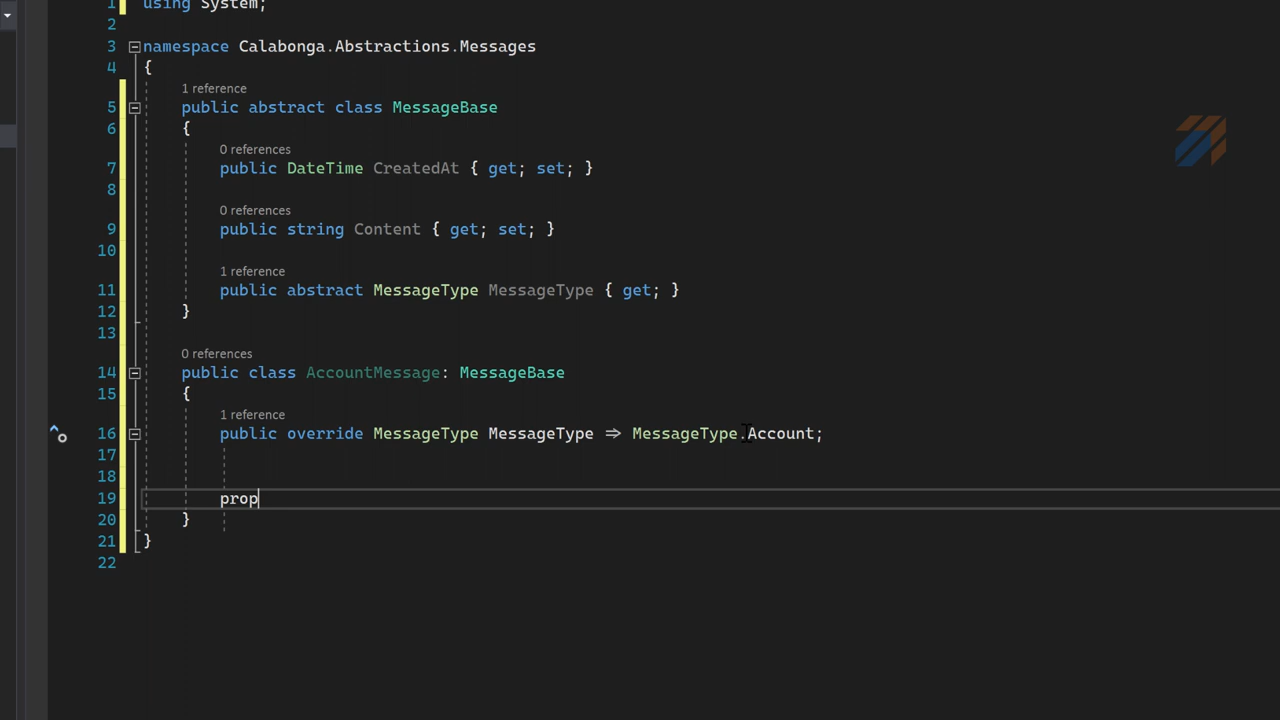 1 using System;
2
3 namespace Calabonga.Abstractions.Messages
4 {
1 reference
5 public abstract class MessageBase
6 {
0 references
7 public DateTime CreatedAt { get; set; }
8
0 references
9 public string Content { get; set; }
10
1 reference
11 public abstract MessageType MessageType { get; }
12 }
13
0 references
14 public class AccountMessage: MessageBase
15 {
1 reference
16 public override MessageType MessageType => MessageType.Account;
17
18
19 prop
20 }
21 }
22